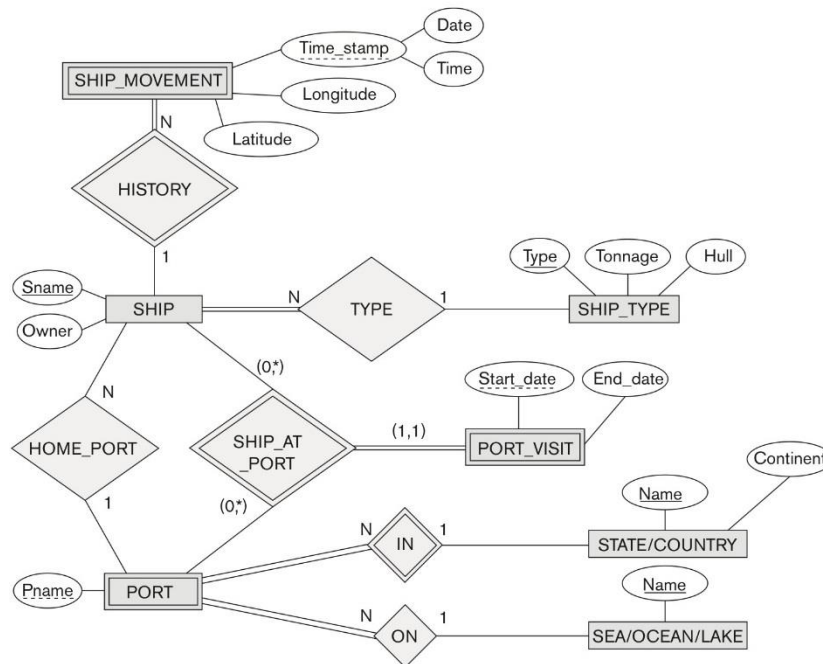 Date
Time_stamp
Time
SHIP_MOVEMENT
Longitude
N
Latitude
HISTORY
1
Type
Tonnage
Hull
Sname
N
TYPE
1
SHIP
SHIP_TYPE
Owner
(0,*)
Start_date
End_date
N
(1,1)
HOME_PORT
SHIP_AT
_PORT
PORT_VISIT
Continent
1
(0,*)
Name
N
IN
1
STATE/COUNTRY
Pname
PORT
Name
N
ON
1
SEA/OCEAN/LAKE